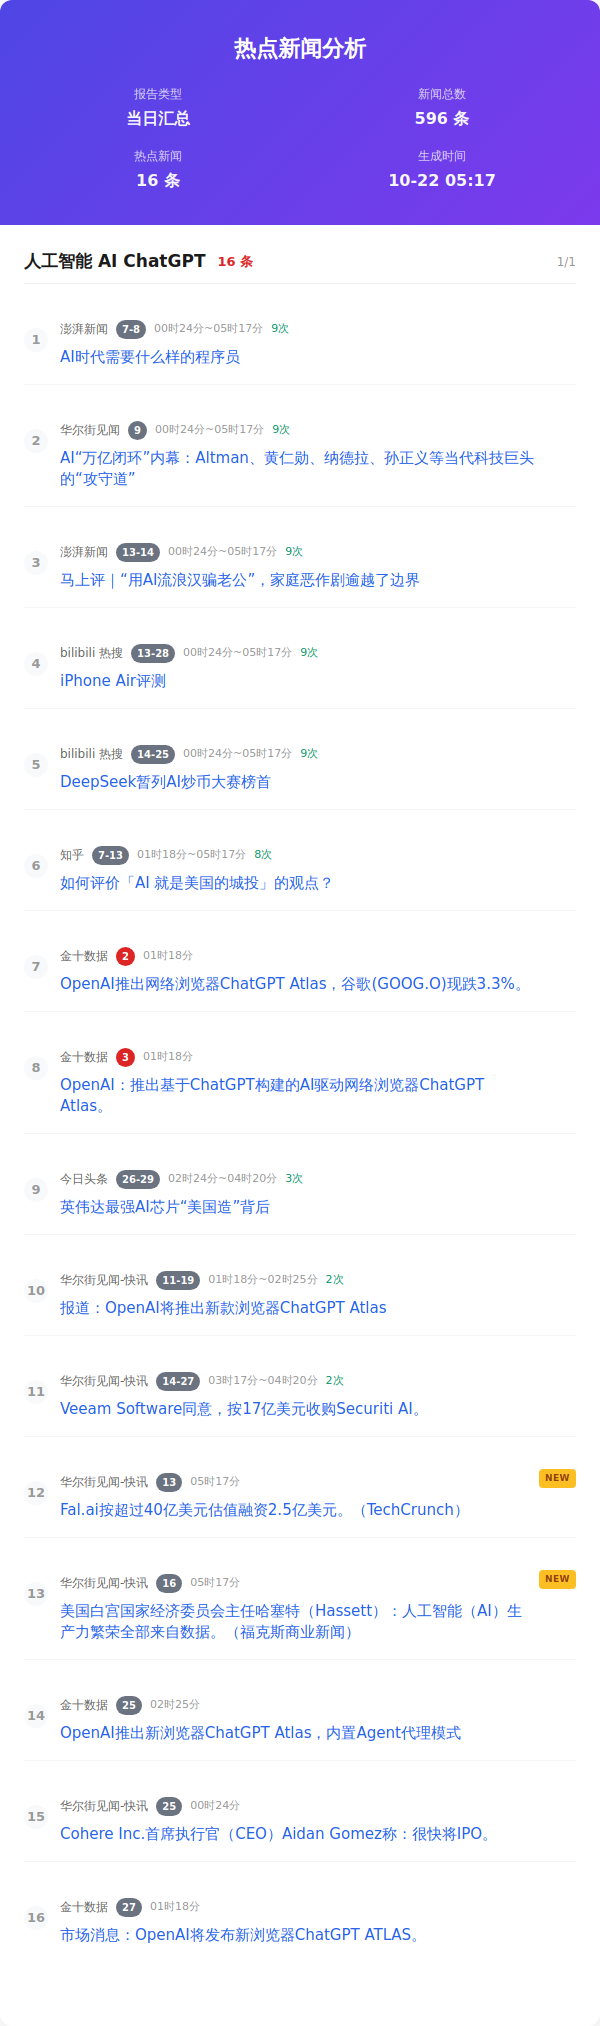 热点新闻分析
报告类型
新闻总数
当日汇总
596 条
热点新闻
生成时间
16 条
10-22 05:17
人工智能 AI ChatGPT 16 条 1/1
1
澎湃新闻 7-8 00时24分~05时17分 9次
AI时代需要什么样的程序员
2
华尔街见闻 9 00时24分~05时17分 9次
AI“万亿闭环”内幕：Altman、黄仁勋、纳德拉、孙正义等当代科技巨头
的“攻守道”
3
澎湃新闻 13-14 00时24分~05时17分 9次
马上评｜“用AI流浪汉骗老公”，家庭恶作剧逾越了边界
4
bilibili 热搜 13-28 00时24分~05时17分 9次
iPhone Air评测
5
bilibili 热搜 14-25 00时24分~05时17分 9次
DeepSeek暂列AI炒币大赛榜首
6
知乎 7-13 01时18分~05时17分 8次
如何评价「AI 就是美国的城投」的观点？
7
金十数据 2 01时18分
OpenAI推出网络浏览器ChatGPT Atlas，谷歌(GOOG.O)现跌3.3%。
8
金十数据 3 01时18分
OpenAI：推出基于ChatGPT构建的AI驱动网络浏览器ChatGPT
Atlas。
9
今日头条 26-29 02时24分~04时20分 3次
英伟达最强AI芯片“美国造”背后
10
华尔街见闻-快讯 11-19 01时18分~02时25分 2次
报道：OpenAI将推出新款浏览器ChatGPT Atlas
11
华尔街见闻-快讯 14-27 03时17分~04时20分 2次
Veeam Software同意，按17亿美元收购Securiti AI。
12
华尔街见闻-快讯 13 05时17分 NEW
Fal.ai按超过40亿美元估值融资2.5亿美元。（TechCrunch）
13
华尔街见闻-快讯 16 05时17分 NEW
美国白宫国家经济委员会主任哈塞特（Hassett）：人工智能（AI）生
产力繁荣全部来自数据。（福克斯商业新闻）
14
金十数据 25 02时25分
OpenAI推出新浏览器ChatGPT Atlas，内置Agent代理模式
15
华尔街见闻-快讯 25 00时24分
Cohere Inc.首席执行官（CEO）Aidan Gomez称：很快将IPO。
16
金十数据 27 01时18分
市场消息：OpenAI将发布新浏览器ChatGPT ATLAS。